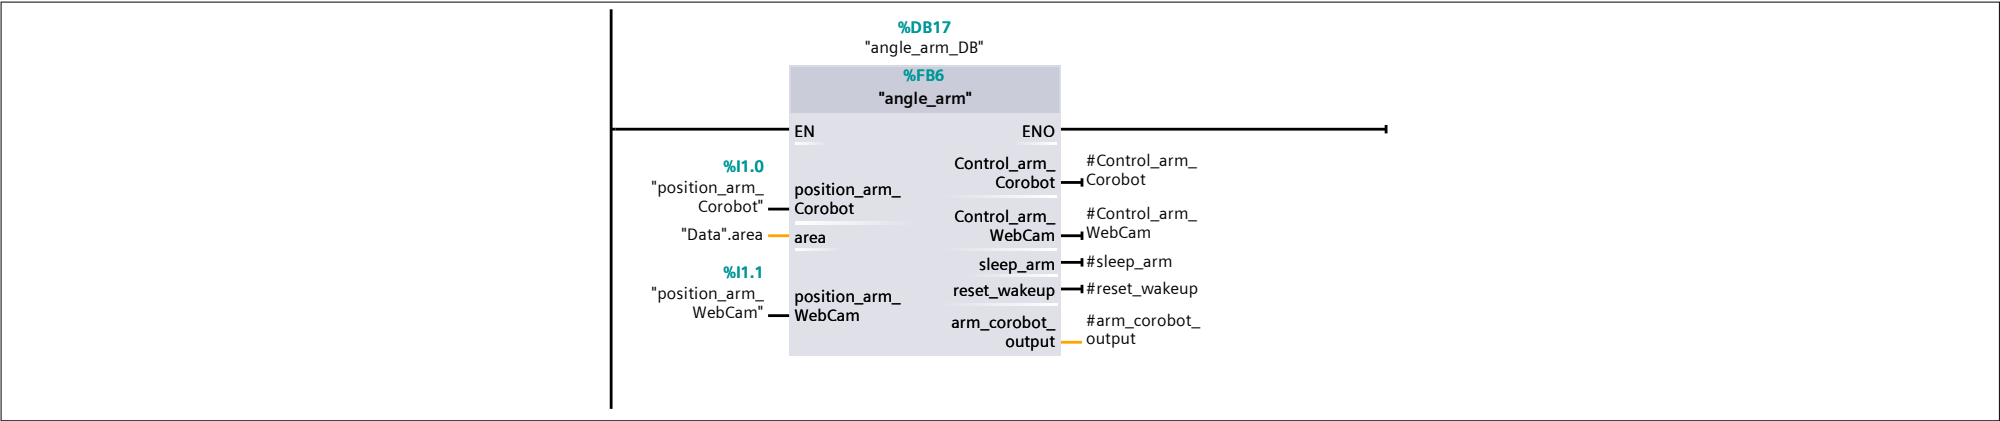 %DB17
"angle_arm_DB"
%FB6
"angle_arm"
EN
ENO
%I1.0
"position_arm_
Corobot"
position_arm_
Corobot
"Data".area
area
%I1.1
"position_arm_
WebCam"
position_arm_
WebCam
Control_arm_
Corobot
#Control_arm_
Corobot
Control_arm_
WebCam
#Control_arm_
WebCam
sleep_arm
#sleep_arm
reset_wakeup
#reset_wakeup
arm_corobot_
output
#arm_corobot_
output